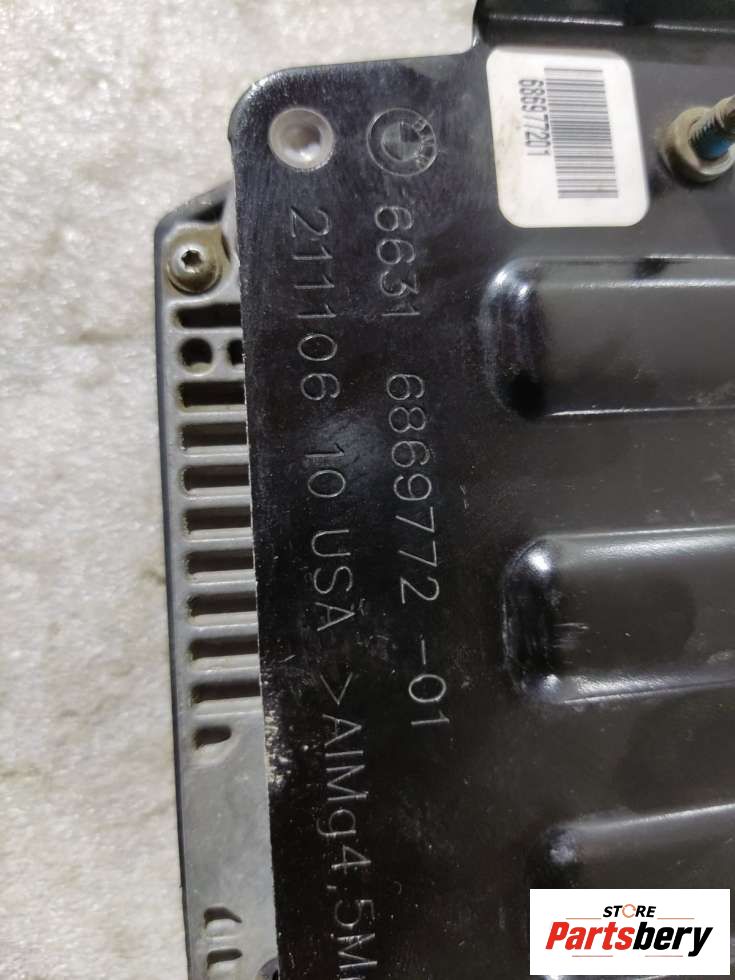 6631 6869772 -01
211106 10 USA >AlMg4,5M
686977201
STORE
Partsbery